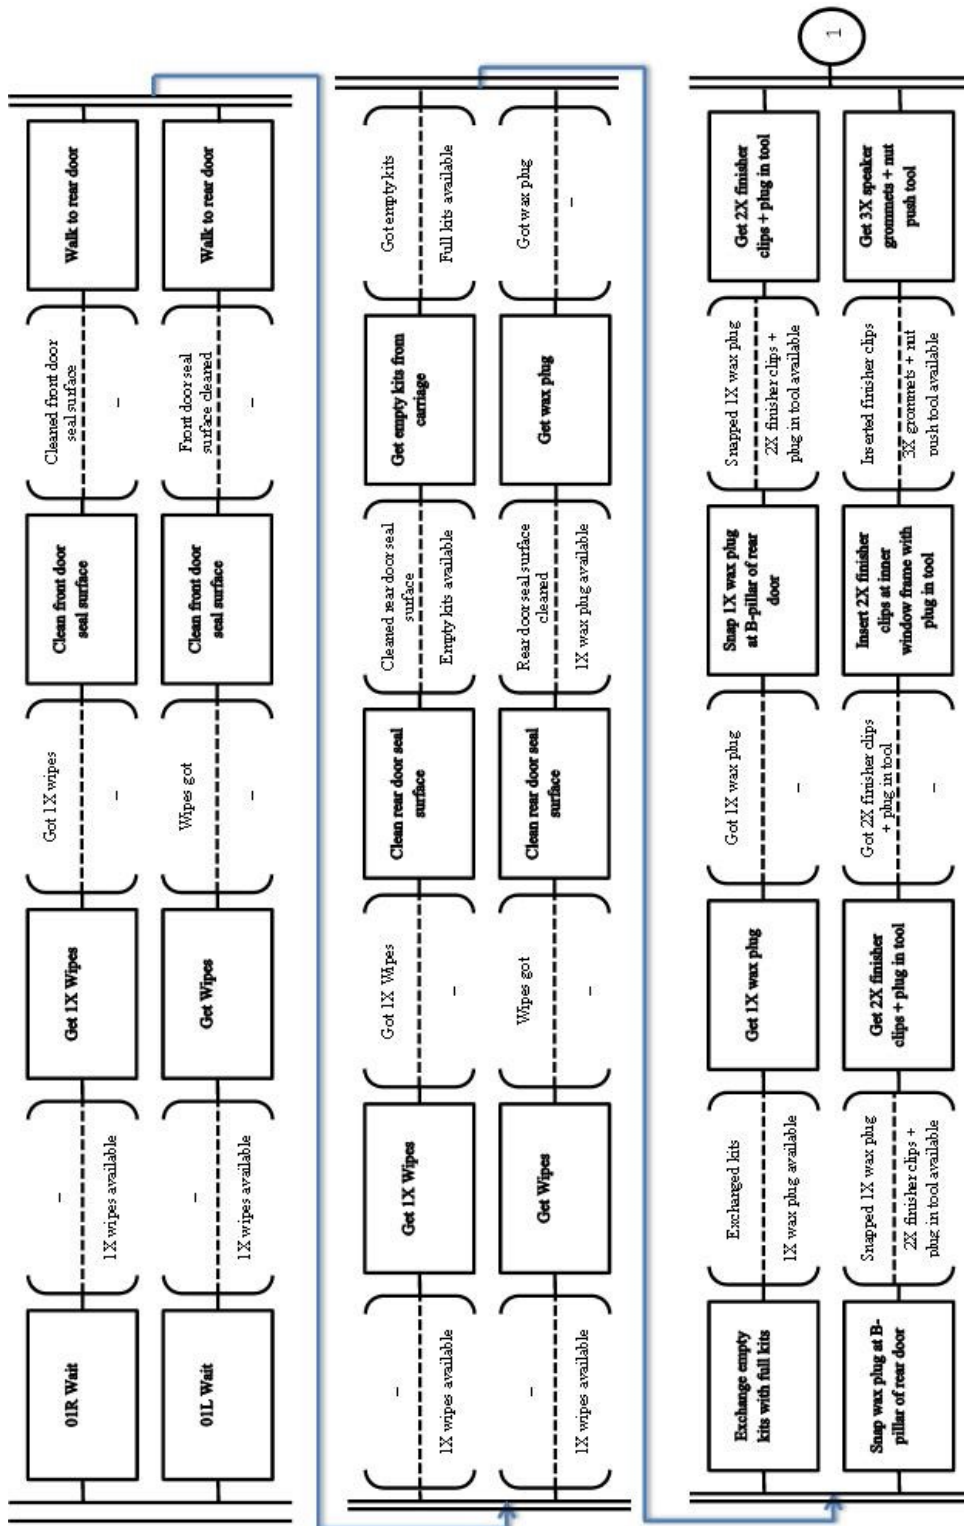 01R Wait
–
1X wipes available
Get 1X Wipes
Got 1X wipes
–
Clean front door
seal surface
Cleaned front door
seal surface
–
Walk to rear door
01L Wait
–
1X wipes available
Get Wipes
Wipes got
–
Clean front door
seal surface
Front door seal
surface cleaned
–
Walk to rear door
–
1X wipes available
Get 1X Wipes
Got 1X Wipes
–
Clean rear door seal
surface
Cleaned rear door seal
surface
Empty kits available
Get empty kits from
carriage
Got empty kits
Full kits available
–
1X wipes available
Get Wipes
Wipes got
–
Clean rear door seal
surface
Rear door seal surface
cleaned
1X wax plug available
Get wax plug
Got wax plug
–
Exchange empty
kits with full kits
Exchanged kits
1X wax plug available
Get 1X wax plug
Got 1X wax plug
–
Snap 1X wax plug
at B-pillar of rear
door
Snapped 1X wax plug
2X finisher clips +
plug in tool available
Get 2X finisher
clips + plug in tool
1
Snap wax plug at B-
pillar of rear door
Snapped 1X wax plug
2X finisher clips +
plug in tool available
Get 2X finisher
clips + plug in tool
Got 2X finisher clips
+ plug in tool
–
Insert 2X finisher
clips at inner
window frame with
plug in tool
Inserted finisher clips
3X grommets + nut
push tool available
Get 3X speaker
grommets + nut
push tool